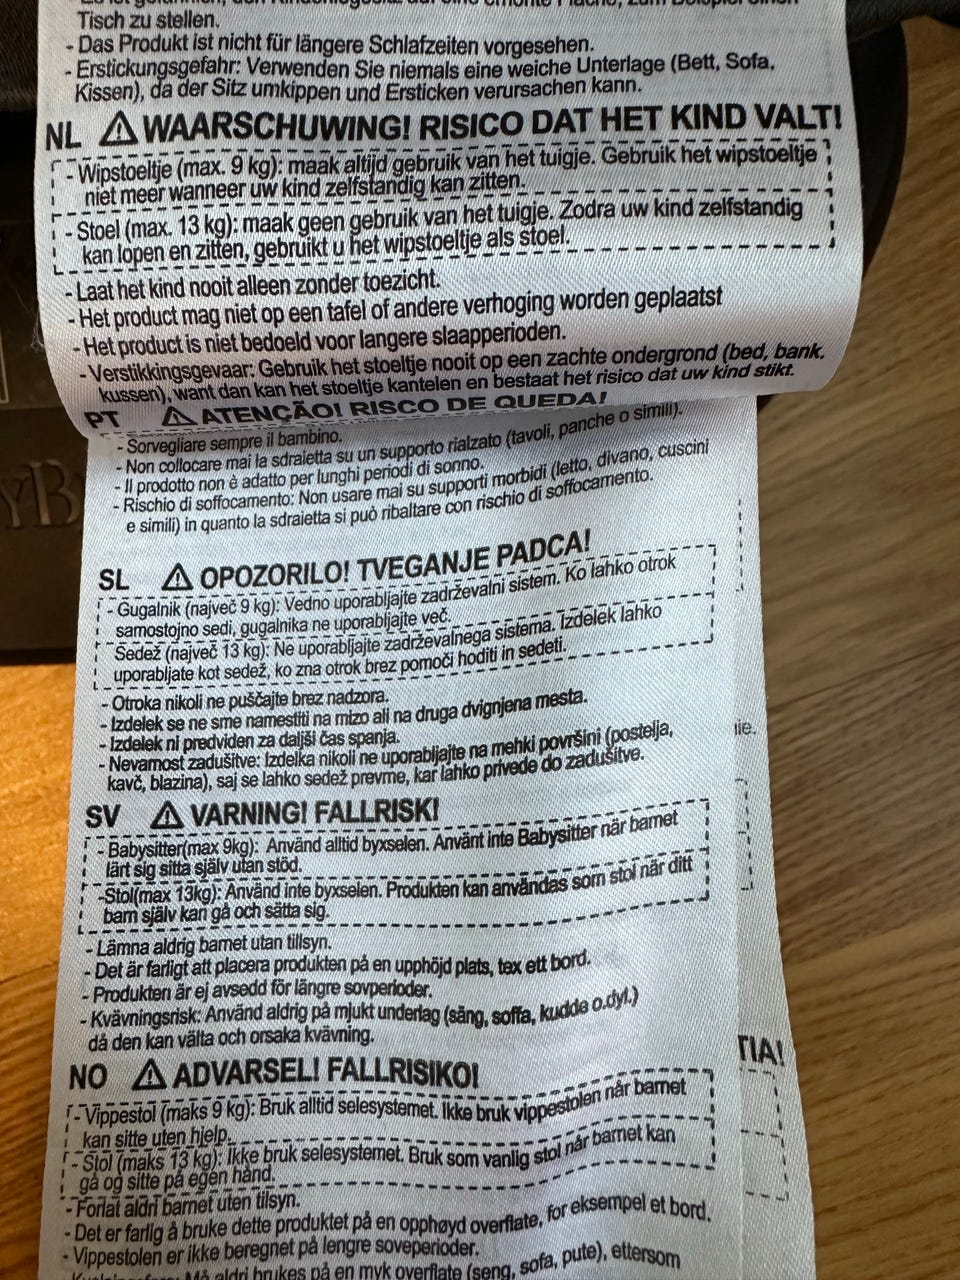 Tisch zu stellen.
- Das Produkt ist nicht für längere Schlafzeiten vorgesehen.
- Erstickungsgefahr: Verwenden Sie niemals eine weiche Unterlage (Bett, Sofa,
Kissen), da der Sitz umkippen und Ersticken verursachen kann.
NL ⚠ WAARSCHUWING! RISICO DAT HET KIND VALT!
- Wipstoeltje (max. 9 kg): maak altijd gebruik van het tuigje. Gebruik het wipstoeltje
niet meer wanneer uw kind zelfstandig kan zitten.
- Stoel (max. 13 kg): maak geen gebruik van het tuigje. Zodra uw kind zelfstandig
kan lopen en zitten, gebruikt u het wipstoeltje als stoel.
- Laat het kind nooit alleen zonder toezicht.
- Het product mag niet op een tafel of andere verhoging worden geplaatst
- Het product is niet bedoeld voor langere slaapperioden.
- Verstikkingsgevaar: Gebruik het stoeltje nooit op een zachte ondergrond (bed, bank,
kussen), want dan kan het stoeltje kantelen en bestaat het risico dat uw kind stikt.
PT ⚠ ATENÇÃO! RISCO DE QUEDA!
- Sorvegliare sempre il bambino.
- Non collocare mai la sdraietta su un supporto rialzato (tavoli, panche o simili).
- Il prodotto non è adatto per lunghi periodi di sonno.
- Rischio di soffocamento: Non usare mai su supporti morbidi (letto, divano, cuscini
e simili) in quanto la sdraietta si può ribaltare con rischio di soffocamento.
SL ⚠ OPOZORILO! TVEGANJE PADCA!
- Gugalnik (največ 9 kg): Vedno uporabljajte zadrževalni sistem. Ko lahko otrok
samostojno sedi, gugalnika ne uporabljajte več.
Sedež (največ 13 kg): Ne uporabljajte zadrževalnega sistema. Izdelek lahko
uporabljate kot sedež, ko zna otrok brez pomoči hoditi in sedeti.
- Otroka nikoli ne puščajte brez nadzora.
- Izdelek se ne sme namestiti na mizo ali na druga dvignjena mesta.
- Izdelek ni predviden za daljši čas spanja.
- Nevarnost zadušitve: Izdelka nikoli ne uporabljajte na mehki površini (postelja,
kavč, blazina), saj se lahko sedež prevrne, kar lahko privede do zadušitve.
SV ⚠ VARNING! FALLRISK!
- Babysitter(max 9kg): Använd alltid byxselen. Använt inte Babysitter när barnet
lärt sig sitta själv utan stöd.
-Stol(max 13kg): Använd inte byxselen. Produkten kan användas som stol när ditt
barn själv kan gå och sätta sig.
- Lämna aldrig barnet utan tillsyn.
- Det är farligt att placera produkten på en upphöjd plats, tex ett bord.
- Produkten är ej avsedd för längre sovperioder.
- Kvävningsrisk: Använd aldrig på mjukt underlag (säng, soffa, kudde o.dyl.)
då den kan välta och orsaka kvävning.
NO ⚠ ADVARSEL! FALLRISIKO!
- Vippestol (maks 9 kg): Bruk alltid selesystemet. Ikke bruk vippestolen når barnet
kan sitte uten hjelp.
- Stol (maks 13 kg): Ikke bruk selesystemet. Bruk som vanlig stol når barnet kan
gå og sitte på egen hånd.
- Forlat aldri barnet uten tilsyn.
- Det er farlig å bruke dette produktet på en opphøyd overflate, for eksempel et bord.
- Vippestolen er ikke beregnet på lengre soveperioder.
Må aldri brukes på en myk overflate (seng, sofa, pute), ettersom